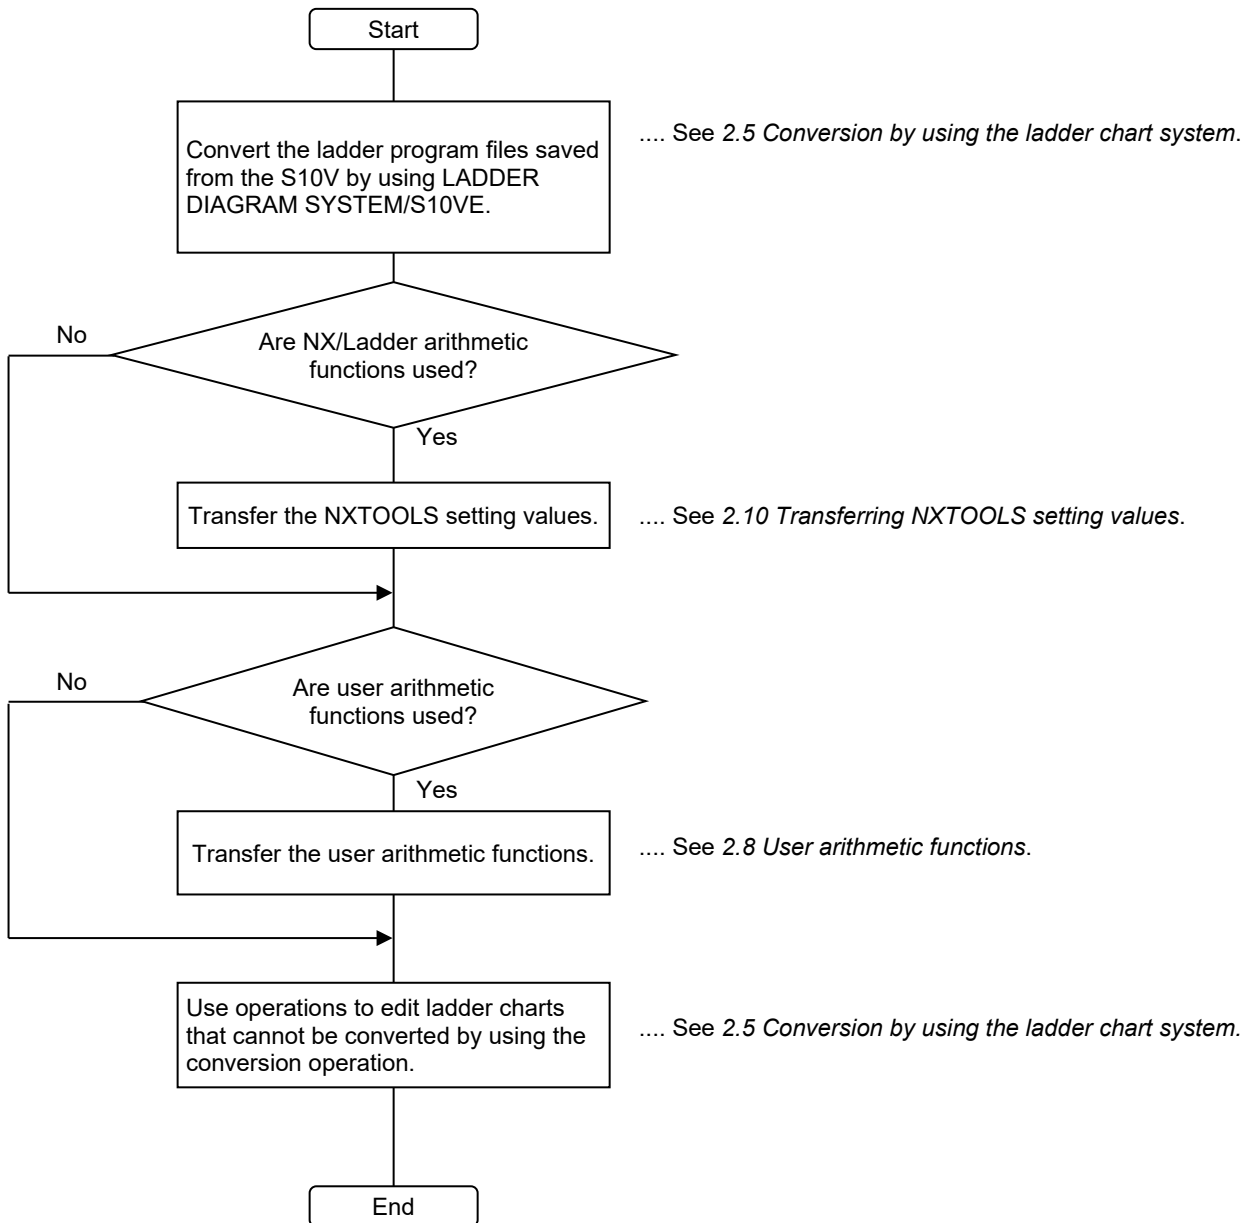 Start
Convert the ladder program files saved
from the S10V by using LADDER
DIAGRAM SYSTEM/S10VE.
.... See 2.5 Conversion by using the ladder chart system.
No
Are NX/Ladder arithmetic
functions used?
Yes
Transfer the NXTOOLS setting values.
.... See 2.10 Transferring NXTOOLS setting values.
No
Are user arithmetic
functions used?
Yes
Transfer the user arithmetic functions.
.... See 2.8 User arithmetic functions.
Use operations to edit ladder charts
that cannot be converted by using the
conversion operation.
.... See 2.5 Conversion by using the ladder chart system.
End